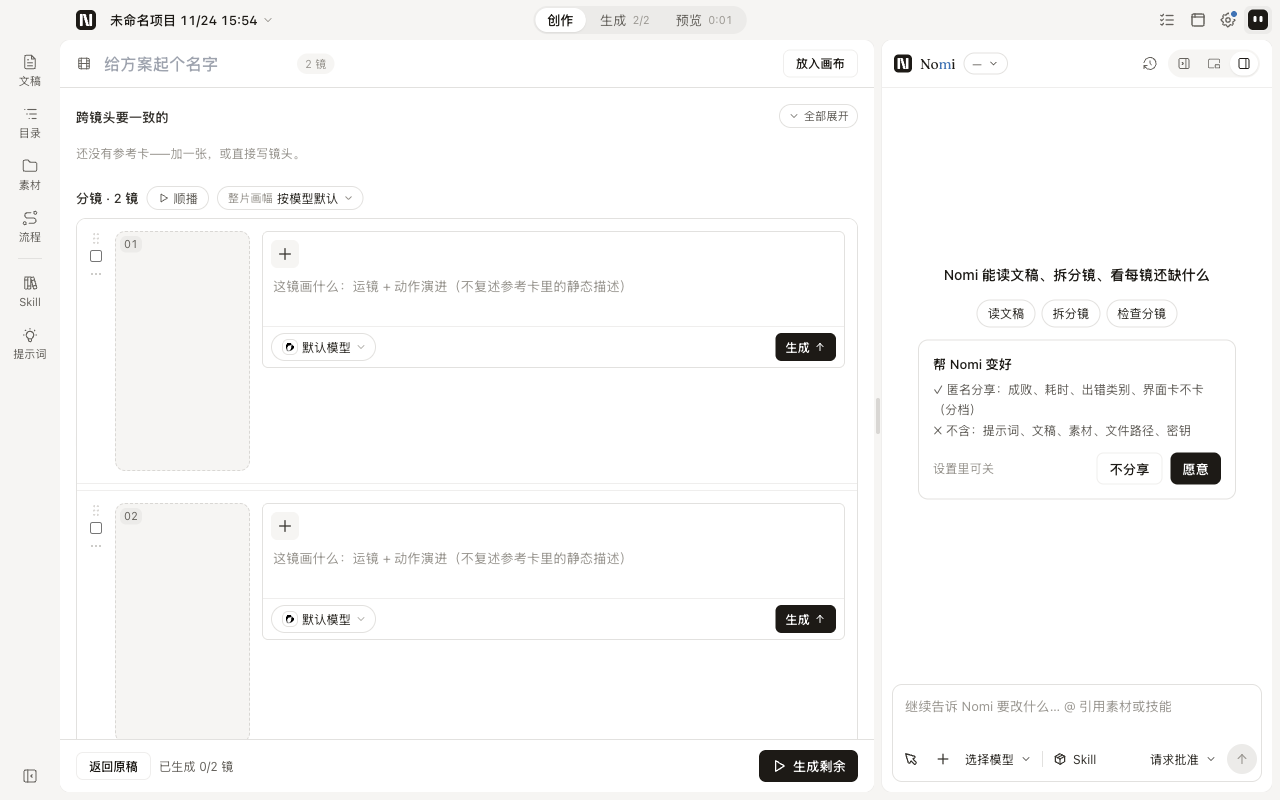 未命名项目 11/24 15:54
创作
生成 2/2
预览 0:01
文稿
目录
素材
流程
Skill
提示词
给方案起个名字
2 镜
放入画布
跨镜头要一致的
全部展开
还没有参考卡——加一张，或直接写镜头。
分镜 · 2 镜
顺播
整片画幅 按模型默认
01
这镜画什么：运镜 + 动作演进（不复述参考卡里的静态描述）
默认模型
生成 ↑
02
这镜画什么：运镜 + 动作演进（不复述参考卡里的静态描述）
默认模型
生成 ↑
返回原稿
已生成 0/2 镜
生成剩余
Nomi
—
Nomi 能读文稿、拆分镜、看每镜还缺什么
读文稿
拆分镜
检查分镜
帮 Nomi 变好
✓ 匿名分享：成败、耗时、出错类别、界面卡不卡
（分档）
✕ 不含：提示词、文稿、素材、文件路径、密钥
设置里可关
不分享
愿意
继续告诉 Nomi 要改什么... @ 引用素材或技能
选择模型
Skill
请求批准